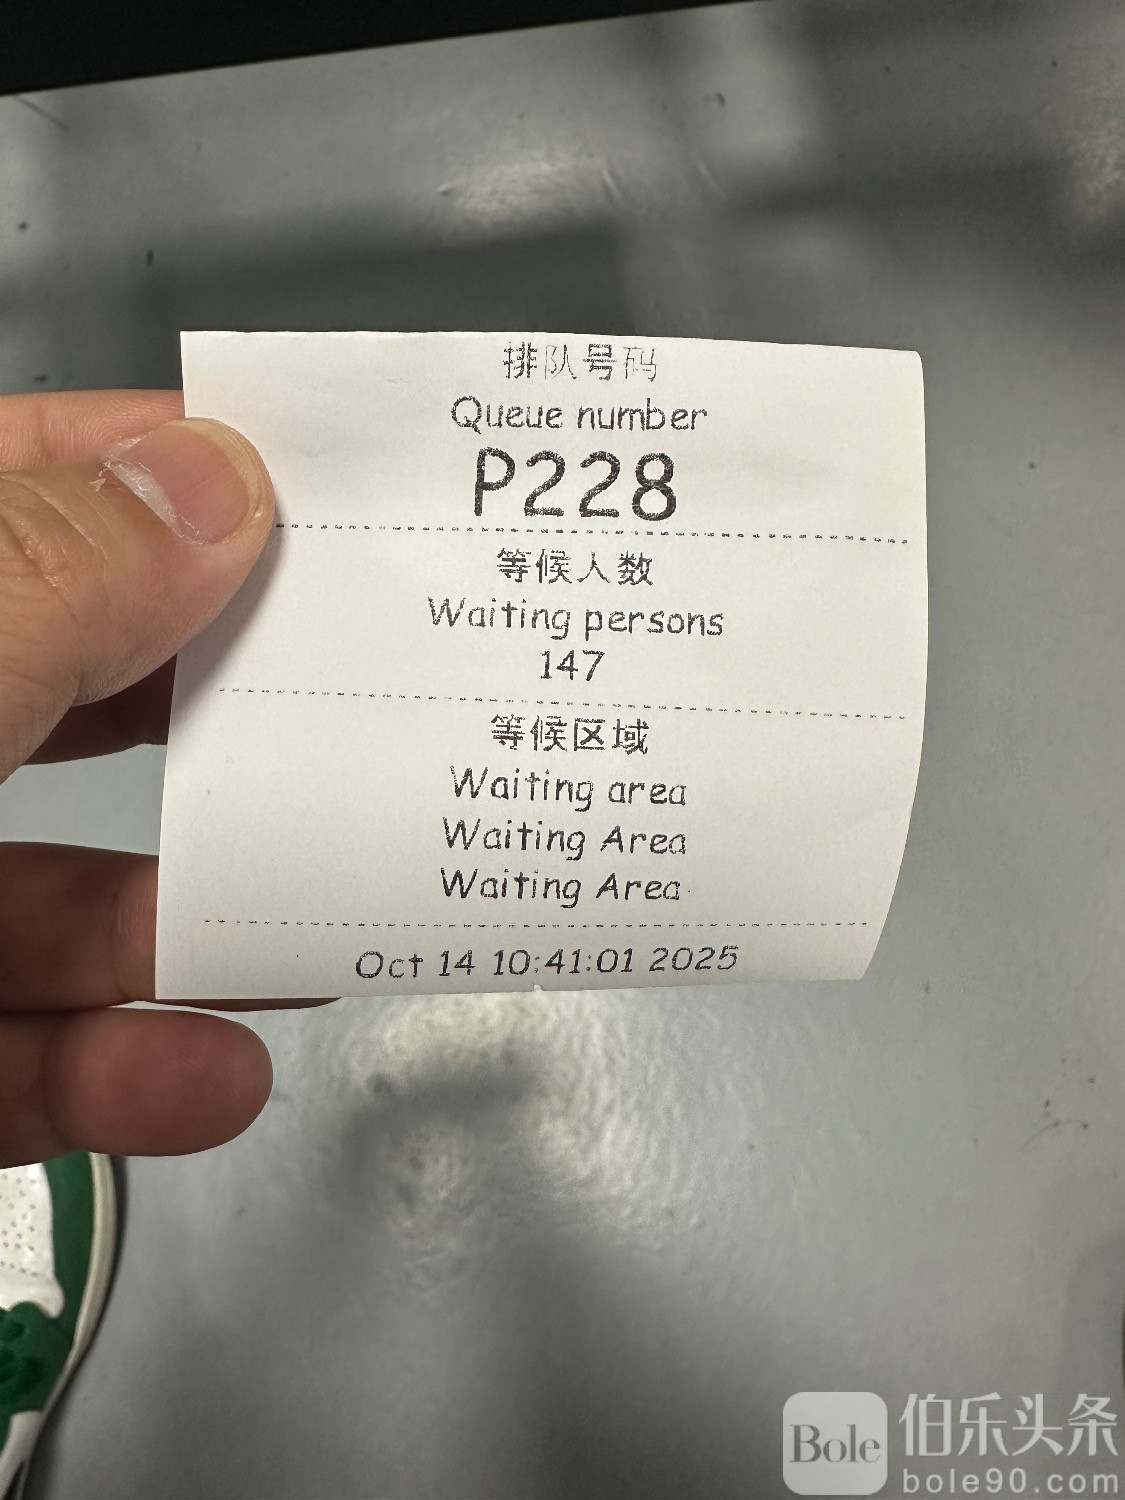 排队号码
Queue number
P228
等候人数
Waiting persons
147
等候区域
Waiting area
Waiting Area
Waiting Area
Oct 14 10:41:01 2025
Bole 伯乐头条
bole90.com